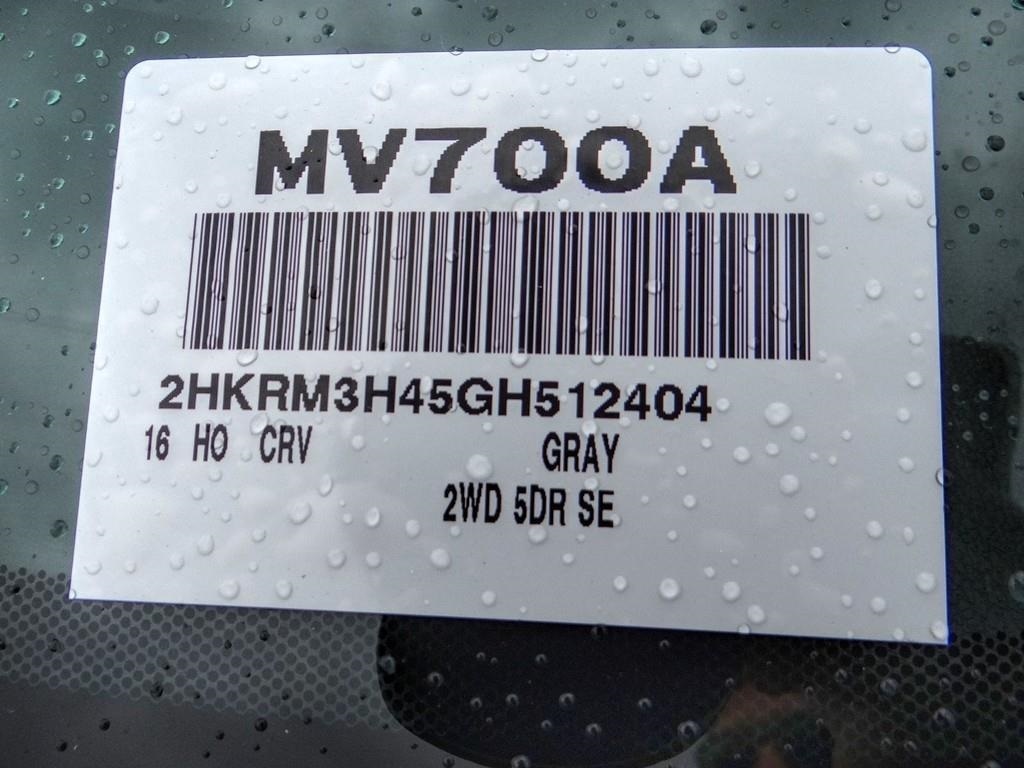 MV700A
2HKRM3H45GH512404
16 HO CRV GRAY
2WD 5DR SE